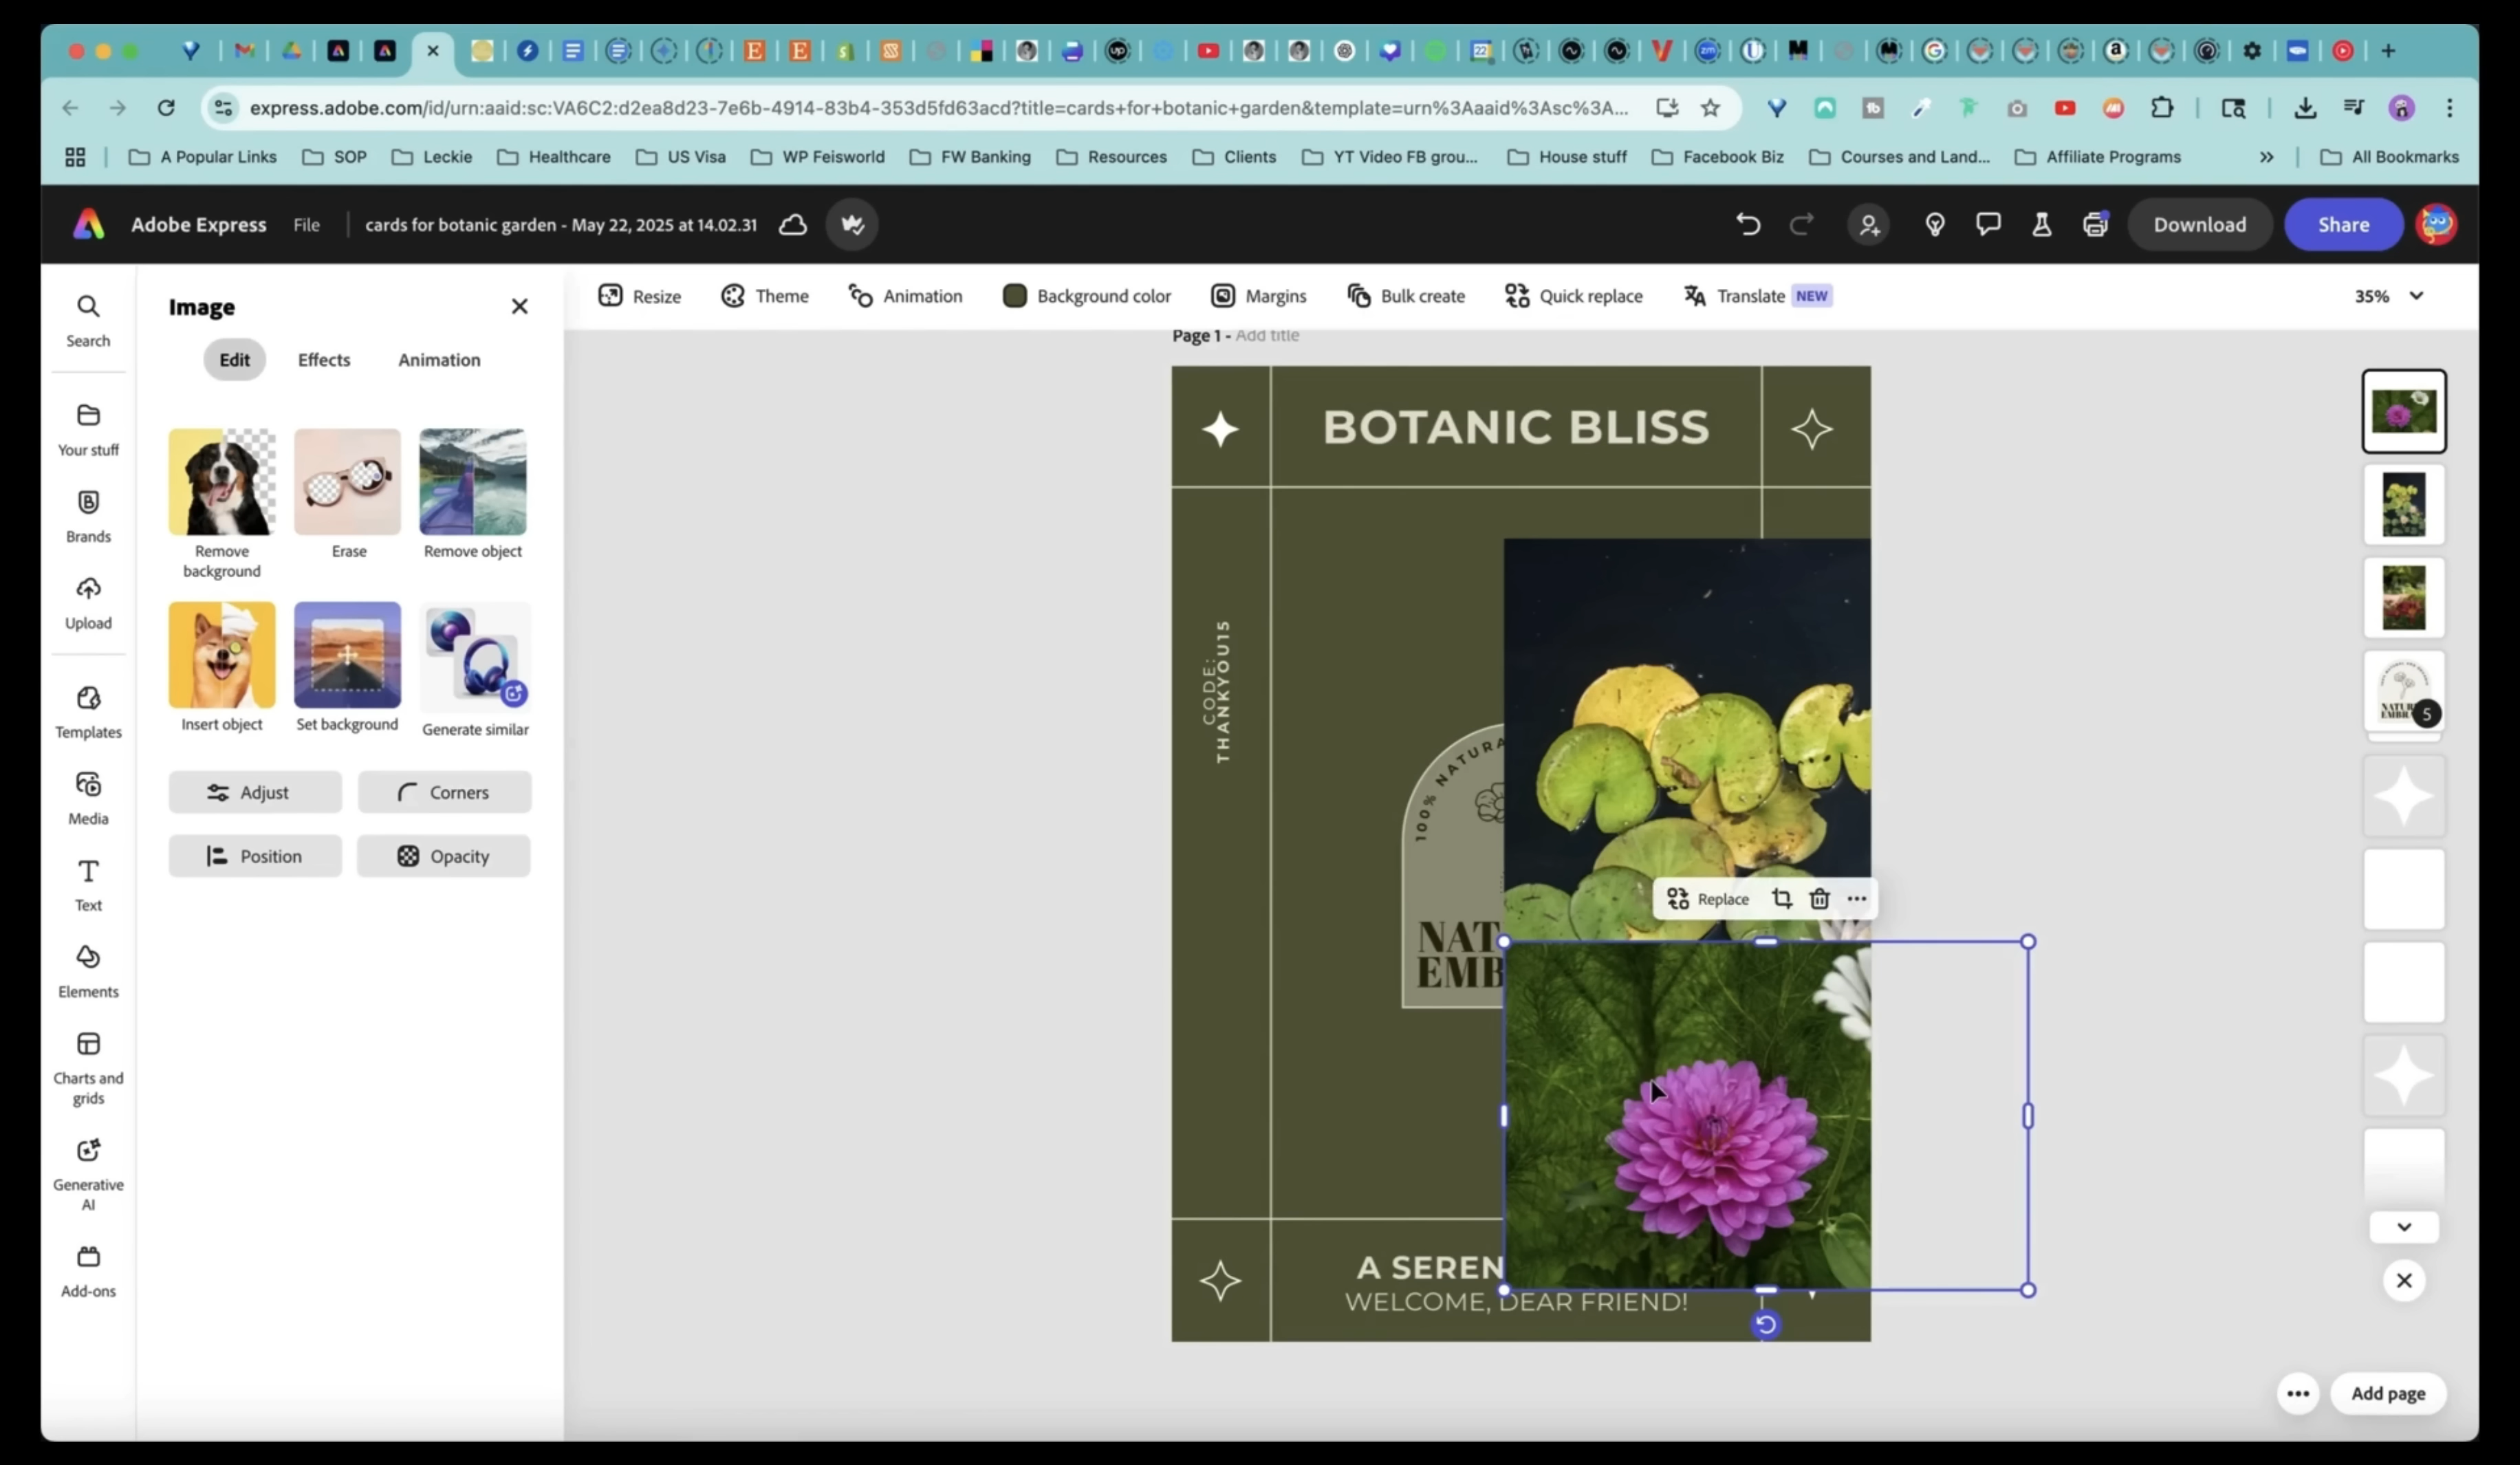 express.adobe.com/id/urn:aaid:sc:VA6C2:d2ea8d23-7e6b-4914-83b4-353d5fd63acd?title=cards+for+botanic+garden&template=urn%3Aaaid%3Asc%3A...
A Popular Links SOP Leckie Healthcare US Visa WP Feisworld FW Banking Resources Clients YT Video FB grou... House stuff Facebook Biz Courses and Land... Affiliate Programs » All Bookmarks
Adobe Express File cards for botanic garden - May 22, 2025 at 14.02.31 Download Share
Resize Theme Animation Background color Margins Bulk create Quick replace Translate NEW 35%
Search
Your stuff
Brands
Upload
Templates
Media
Text
Elements
Charts and
grids
Generative
AI
Add-ons
Image
Edit Effects Animation
Remove
background
Erase
Remove object
Insert object
Set background
Generate similar
Adjust
Corners
Position
Opacity
Page 1 - Add title
BOTANIC BLISS
CODE:
THANKYOU15
100% NATURA
NAT
EMB
Replace
A SEREN
WELCOME, DEAR FRIEND!
5
Add page